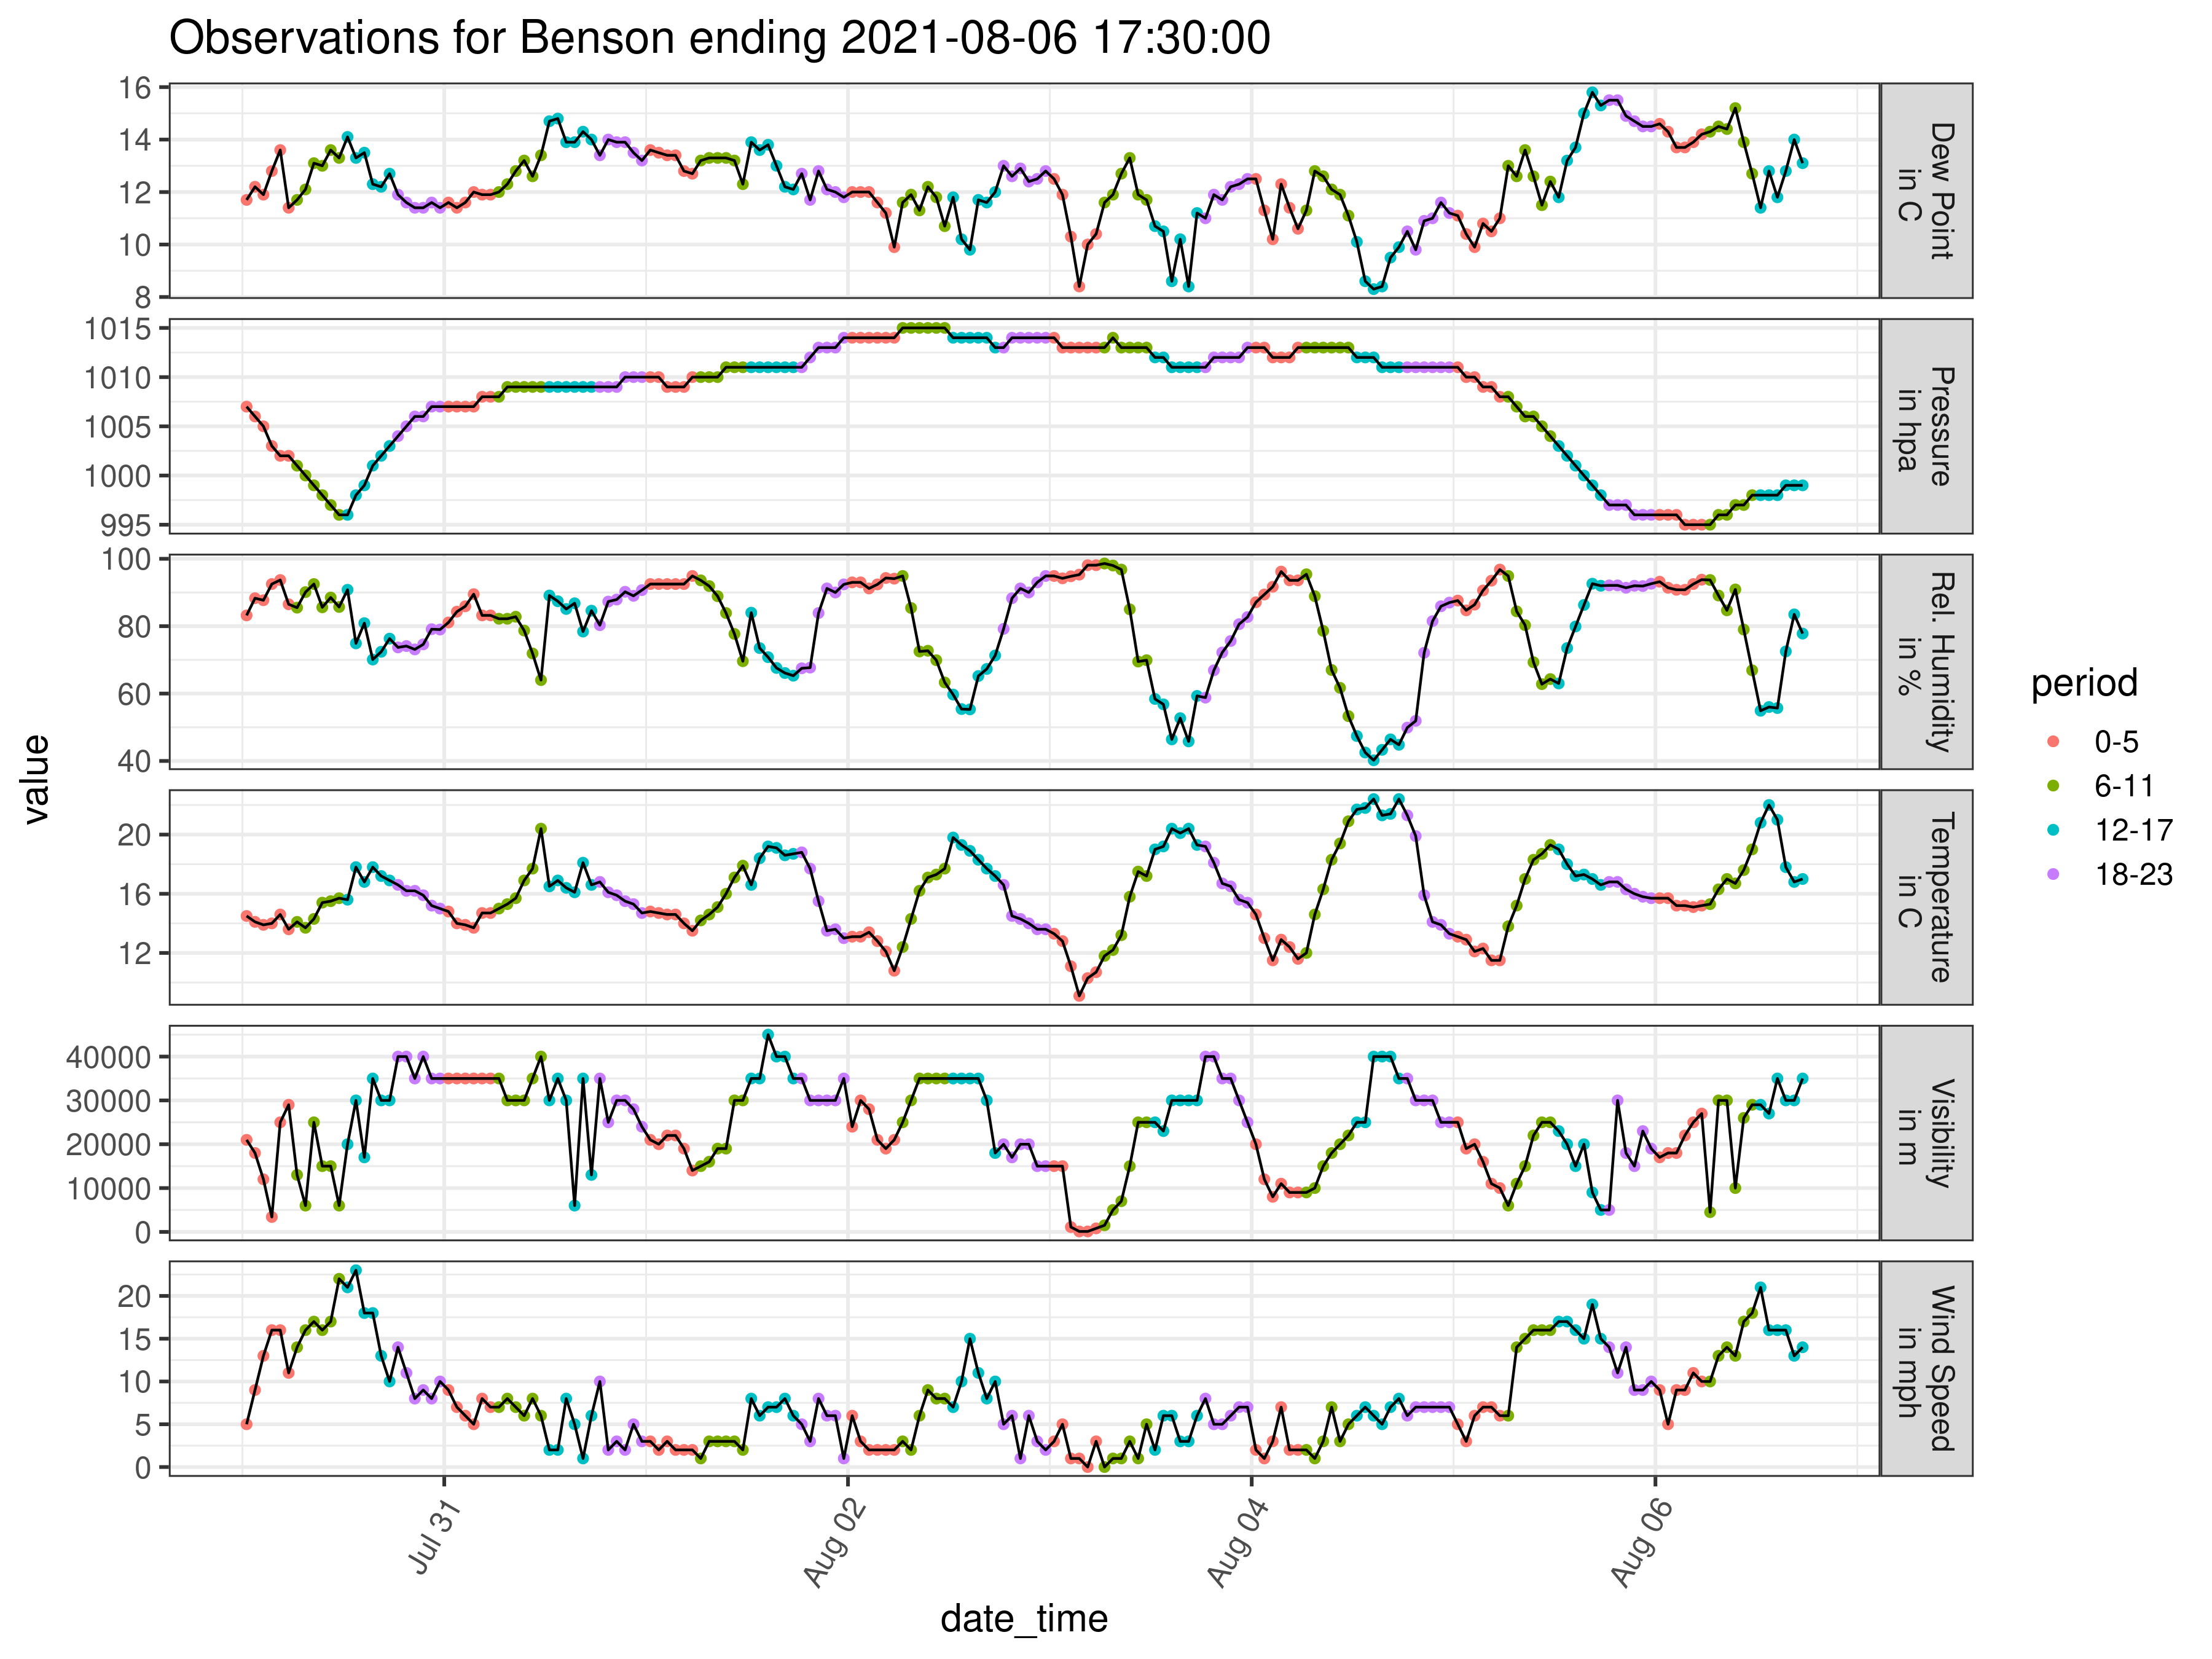 Observations for Benson ending 2021-08-06 17:30:00
value
16
14
12
10
8
Dew Point
in C
1015
1010
1005
1000
995
Pressure
in hpa
100
80
60
40
Rel. Humidity
in %
20
16
12
Temperature
in C
40000
30000
20000
10000
0
Visibility
in m
20
15
10
5
0
Wind Speed
in mph
Jul 31
Aug 02
Aug 04
Aug 06
date_time
period
0-5
6-11
12-17
18-23